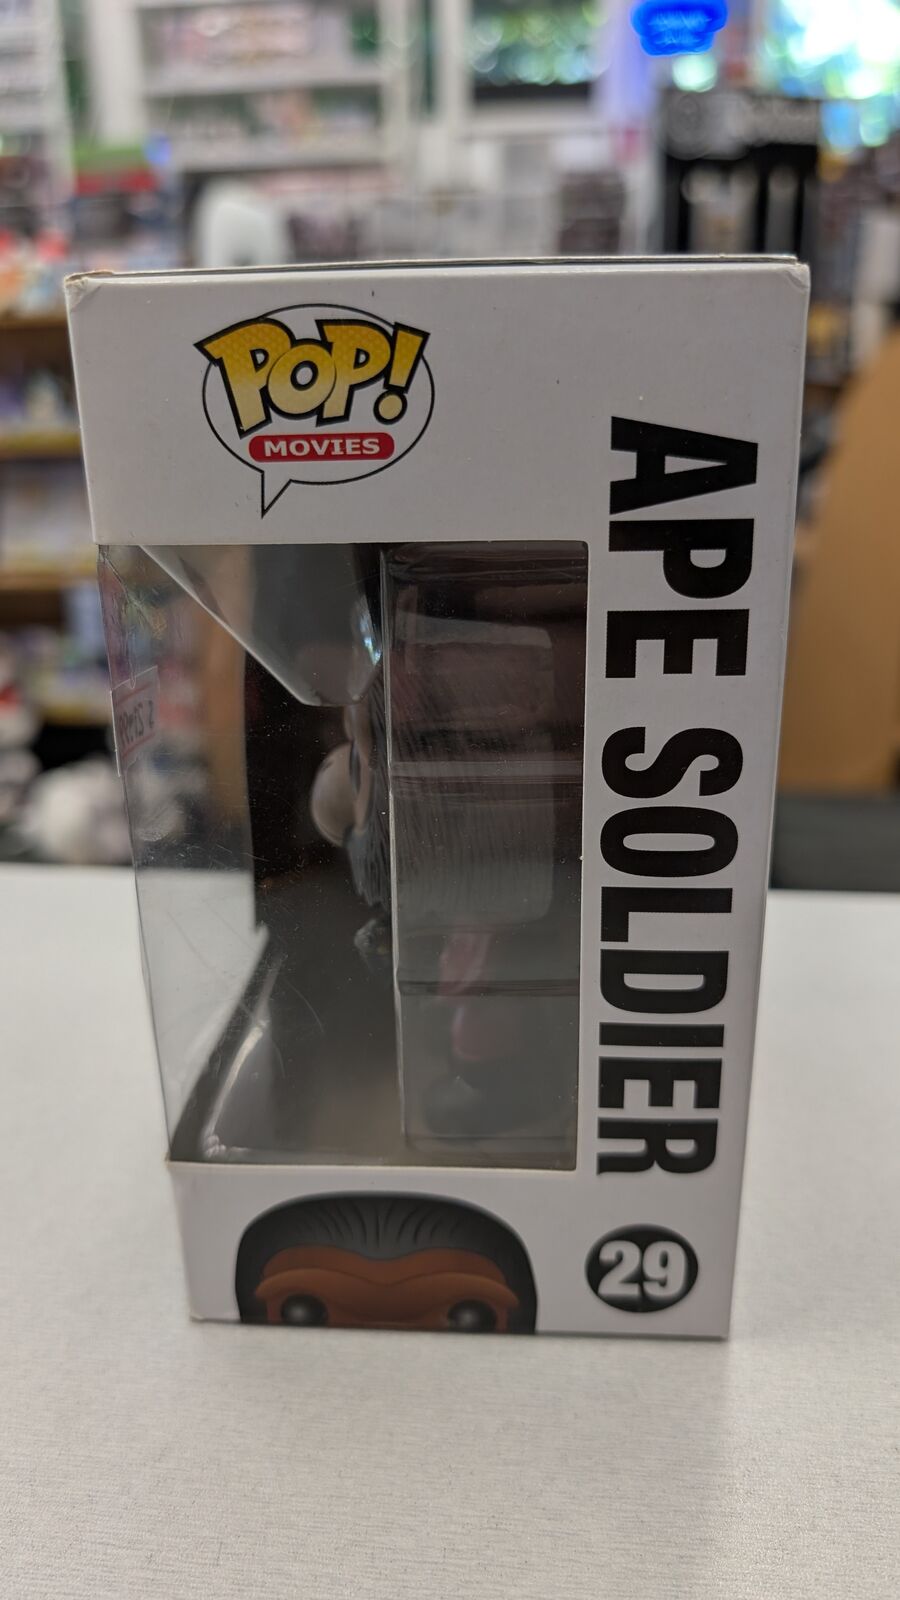 POP!
MOVIES
APE SOLDIER
29